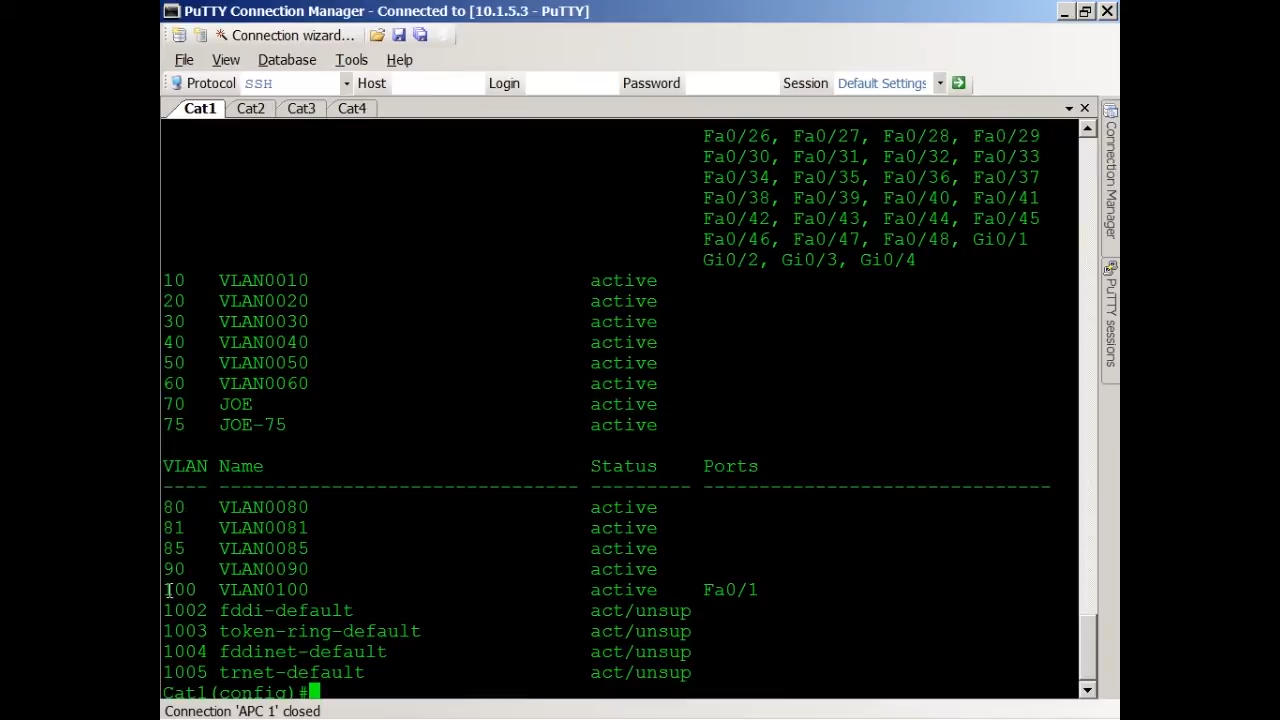 PuTTY Connection Manager - Connected to [10.1.5.3 - PuTTY]
Connection wizard...
File View Database Tools Help
Protocol SSH Host Login Password Session Default Settings
Cat1 Cat2 Cat3 Cat4
Fa0/26, Fa0/27, Fa0/28, Fa0/29
Fa0/30, Fa0/31, Fa0/32, Fa0/33
Fa0/34, Fa0/35, Fa0/36, Fa0/37
Fa0/38, Fa0/39, Fa0/40, Fa0/41
Fa0/42, Fa0/43, Fa0/44, Fa0/45
Fa0/46, Fa0/47, Fa0/48, Gi0/1
Gi0/2, Gi0/3, Gi0/4
10 VLAN0010 active
20 VLAN0020 active
30 VLAN0030 active
40 VLAN0040 active
50 VLAN0050 active
60 VLAN0060 active
70 JOE active
75 JOE-75 active
VLAN Name Status Ports
---- -------------------------------- --------- -------------------------------
80 VLAN0080 active
81 VLAN0081 active
85 VLAN0085 active
90 VLAN0090 active
100 VLAN0100 active Fa0/1
1002 fddi-default act/unsup
1003 token-ring-default act/unsup
1004 fddinet-default act/unsup
1005 trnet-default act/unsup
Cat1(config)#
Connection 'APC 1' closed
Connection Manager
PuTTY sessions